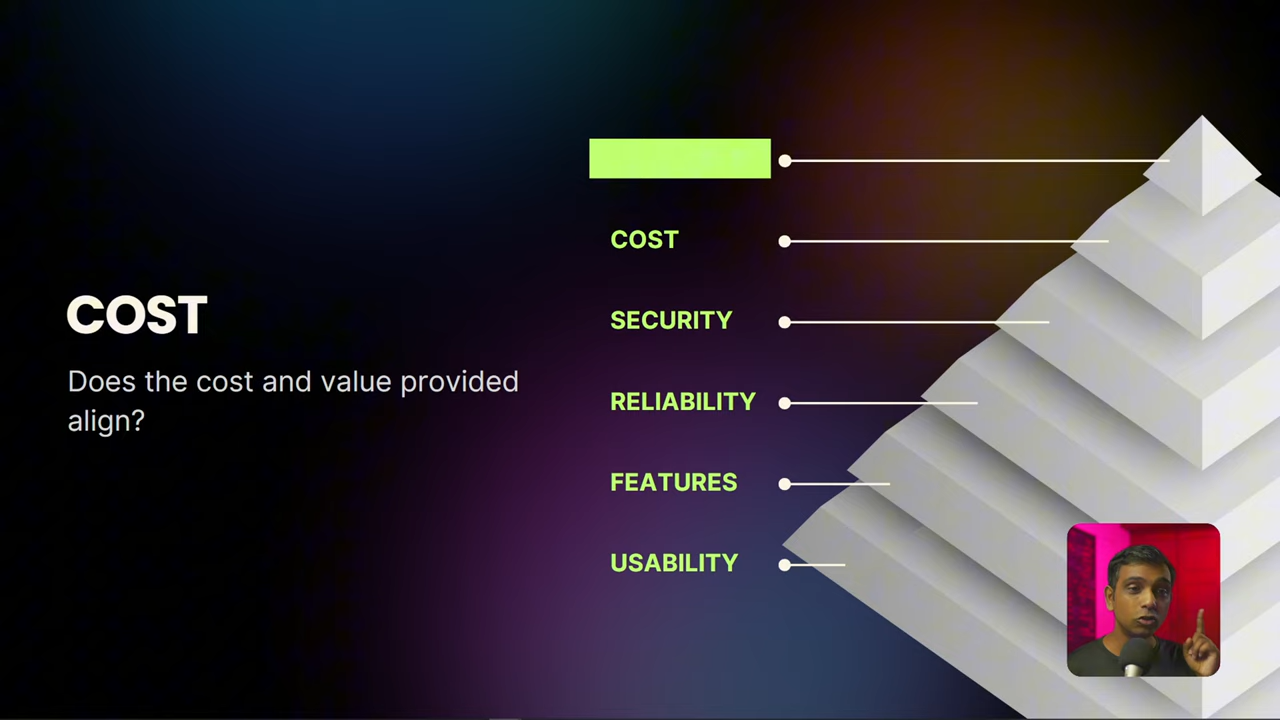 COST
Does the cost and value provided
align?
COST
SECURITY
RELIABILITY
FEATURES
USABILITY